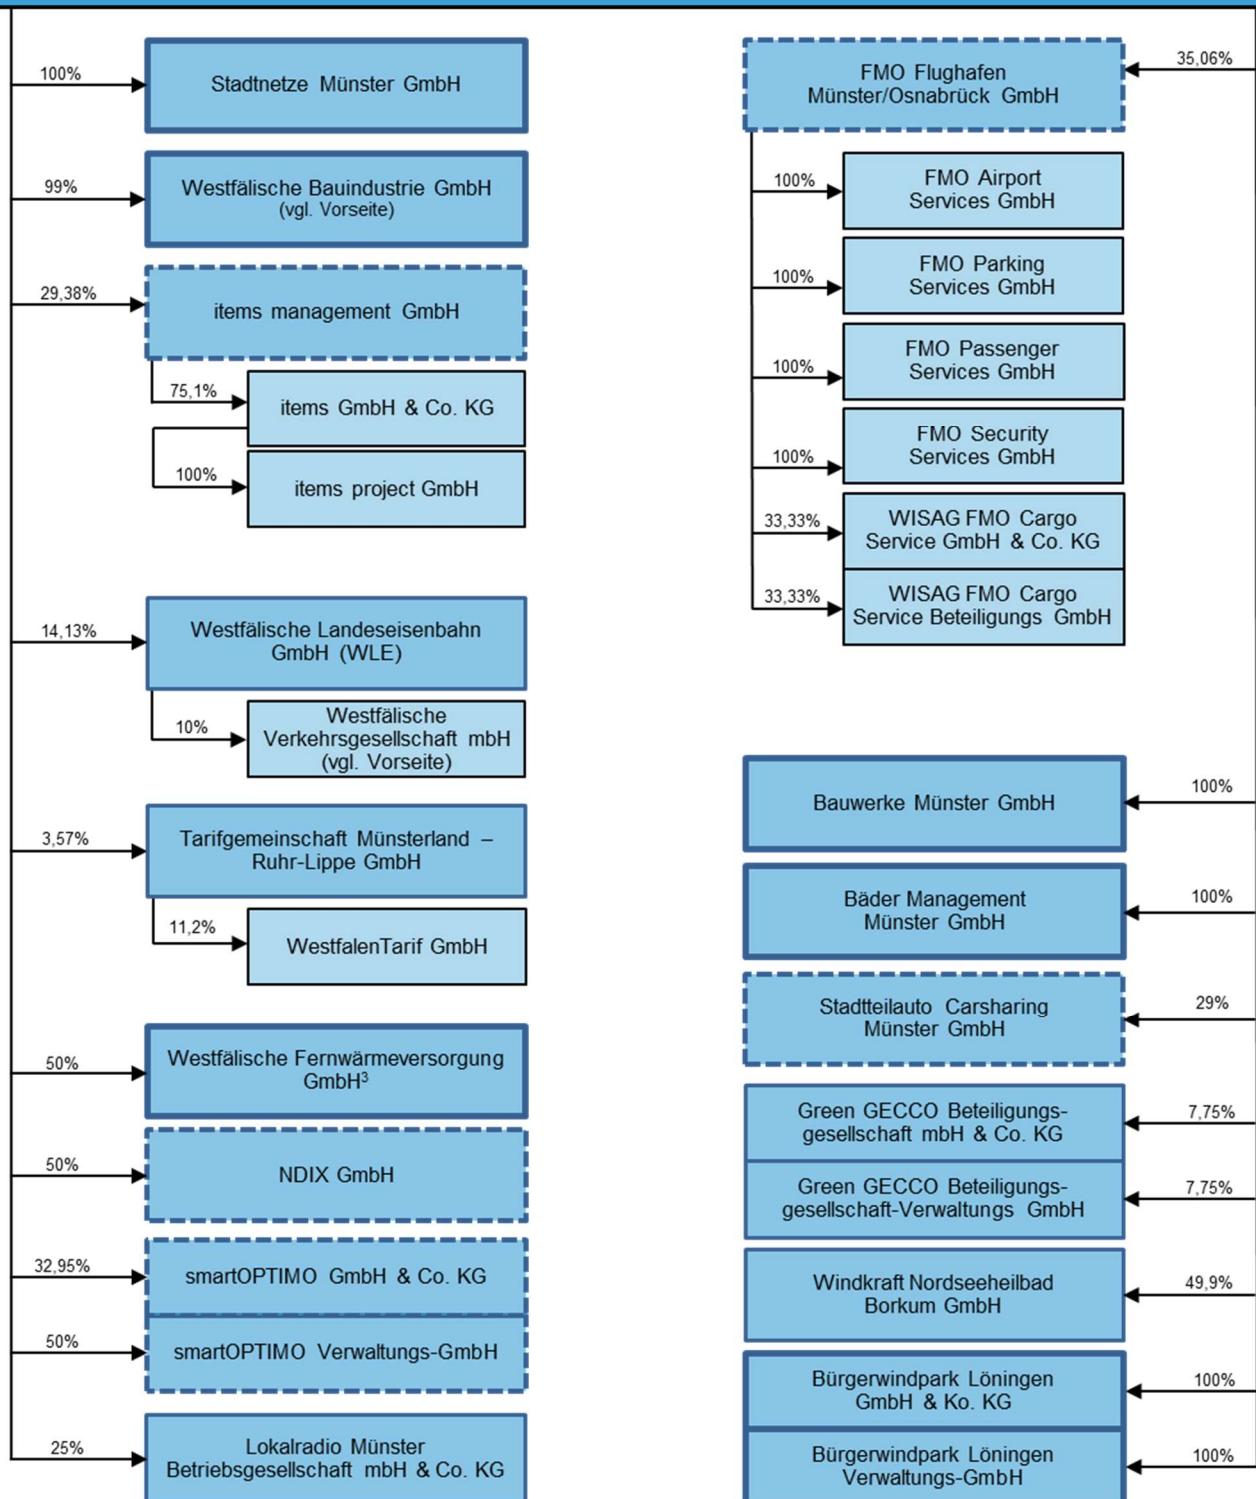 100%
Stadtnetze Münster GmbH
99%
Westfälische Bauindustrie GmbH
(vgl. Vorseite)
29,38%
items management GmbH
75,1%
items GmbH & Co. KG
100%
items project GmbH
14,13%
Westfälische Landeseisenbahn
GmbH (WLE)
10%
Westfälische
Verkehrsgesellschaft mbH
(vgl. Vorseite)
3,57%
Tarifgemeinschaft Münsterland –
Ruhr-Lippe GmbH
11,2%
WestfalenTarif GmbH
50%
Westfälische Fernwärmeversorgung
GmbH³
50%
NDIX GmbH
32,95%
smartOPTIMO GmbH & Co. KG
50%
smartOPTIMO Verwaltungs-GmbH
25%
Lokalradio Münster
Betriebsgesellschaft mbH & Co. KG
FMO Flughafen
Münster/Osnabrück GmbH
35,06%
100%
FMO Airport
Services GmbH
100%
FMO Parking
Services GmbH
100%
FMO Passenger
Services GmbH
100%
FMO Security
Services GmbH
33,33%
WISAG FMO Cargo
Service GmbH & Co. KG
33,33%
WISAG FMO Cargo
Service Beteiligungs GmbH
Bauwerke Münster GmbH
100%
Bäder Management
Münster GmbH
100%
Stadtteilauto Carsharing
Münster GmbH
29%
Green GECCO Beteiligungs-
gesellschaft mbH & Co. KG
7,75%
Green GECCO Beteiligungs-
gesellschaft-Verwaltungs GmbH
7,75%
Windkraft Nordseeheilbad
Borkum GmbH
49,9%
Bürgerwindpark Löningen
GmbH & Ko. KG
100%
Bürgerwindpark Löningen
Verwaltungs-GmbH
100%